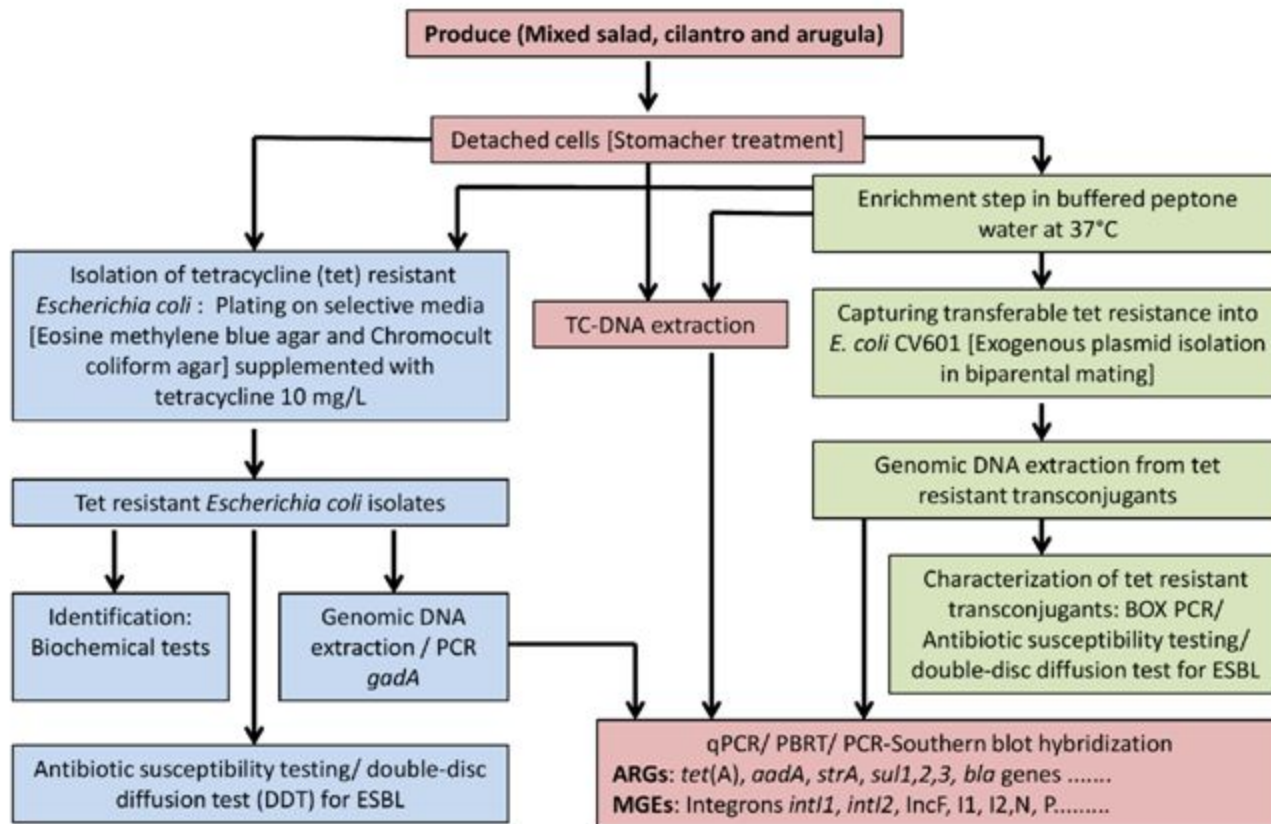 Produce (Mixed salad, cilantro and arugula)
Detached cells [Stomacher treatment]
Enrichment step in buffered peptone
water at 37°C
Isolation of tetracycline (tet) resistant
Escherichia coli : Plating on selective media
[Eosine methylene blue agar and Chromocult
coliform agar] supplemented with
tetracycline 10 mg/L
TC-DNA extraction
Capturing transferable tet resistance into
E. coli CV601 [Exogenous plasmid isolation
in biparental mating]
Genomic DNA extraction from tet
resistant transconjugants
Tet resistant Escherichia coli isolates
Identification:
Biochemical tests
Genomic DNA
extraction / PCR
gadA
Characterization of tet resistant
transconjugants: BOX PCR/
Antibiotic susceptibility testing/
double-disc diffusion test for ESBL
Antibiotic susceptibility testing/ double-disc
diffusion test (DDT) for ESBL
qPCR/ PBRT/ PCR-Southern blot hybridization
ARGs: tet(A), aadA, strA, sul1,2,3, bla genes .......
MGEs: Integrons intI1, intI2, IncF, I1, I2,N, P.........